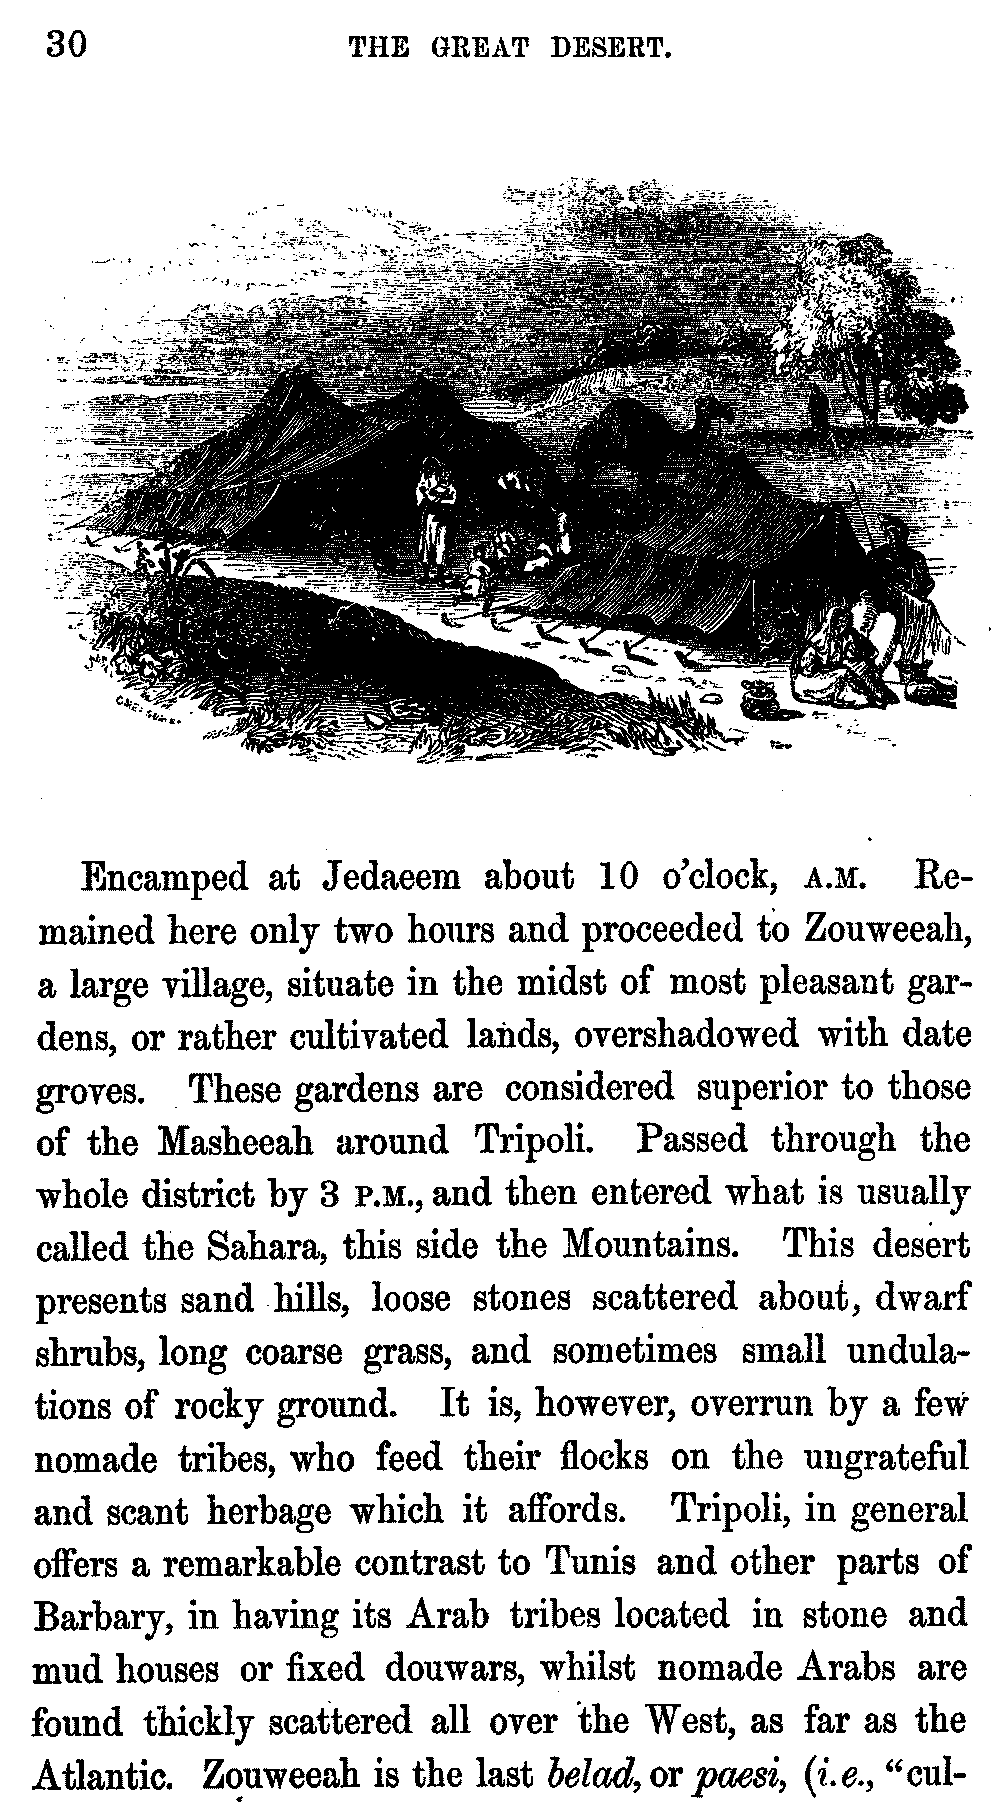 30 THE GREAT DESERT.
Encamped at Jedaeem about 10 o'clock, A.M. Re-
mained here only two hours and proceeded to Zouweeah,
a large village, situate in the midst of most pleasant gar-
dens, or rather cultivated lands, overshadowed with date
groves. These gardens are considered superior to those
of the Masheeah around Tripoli. Passed through the
whole district by 3 P.M., and then entered what is usually
called the Sahara, this side the Mountains. This desert
presents sand hills, loose stones scattered about, dwarf
shrubs, long coarse grass, and sometimes small undula-
tions of rocky ground. It is, however, overrun by a few
nomade tribes, who feed their flocks on the ungrateful
and scant herbage which it affords. Tripoli, in general
offers a remarkable contrast to Tunis and other parts of
Barbary, in having its Arab tribes located in stone and
mud houses or fixed douwars, whilst nomade Arabs are
found thickly scattered all over the West, as far as the
Atlantic. Zouweeah is the last belad, or paesi, (i.e., "cul-